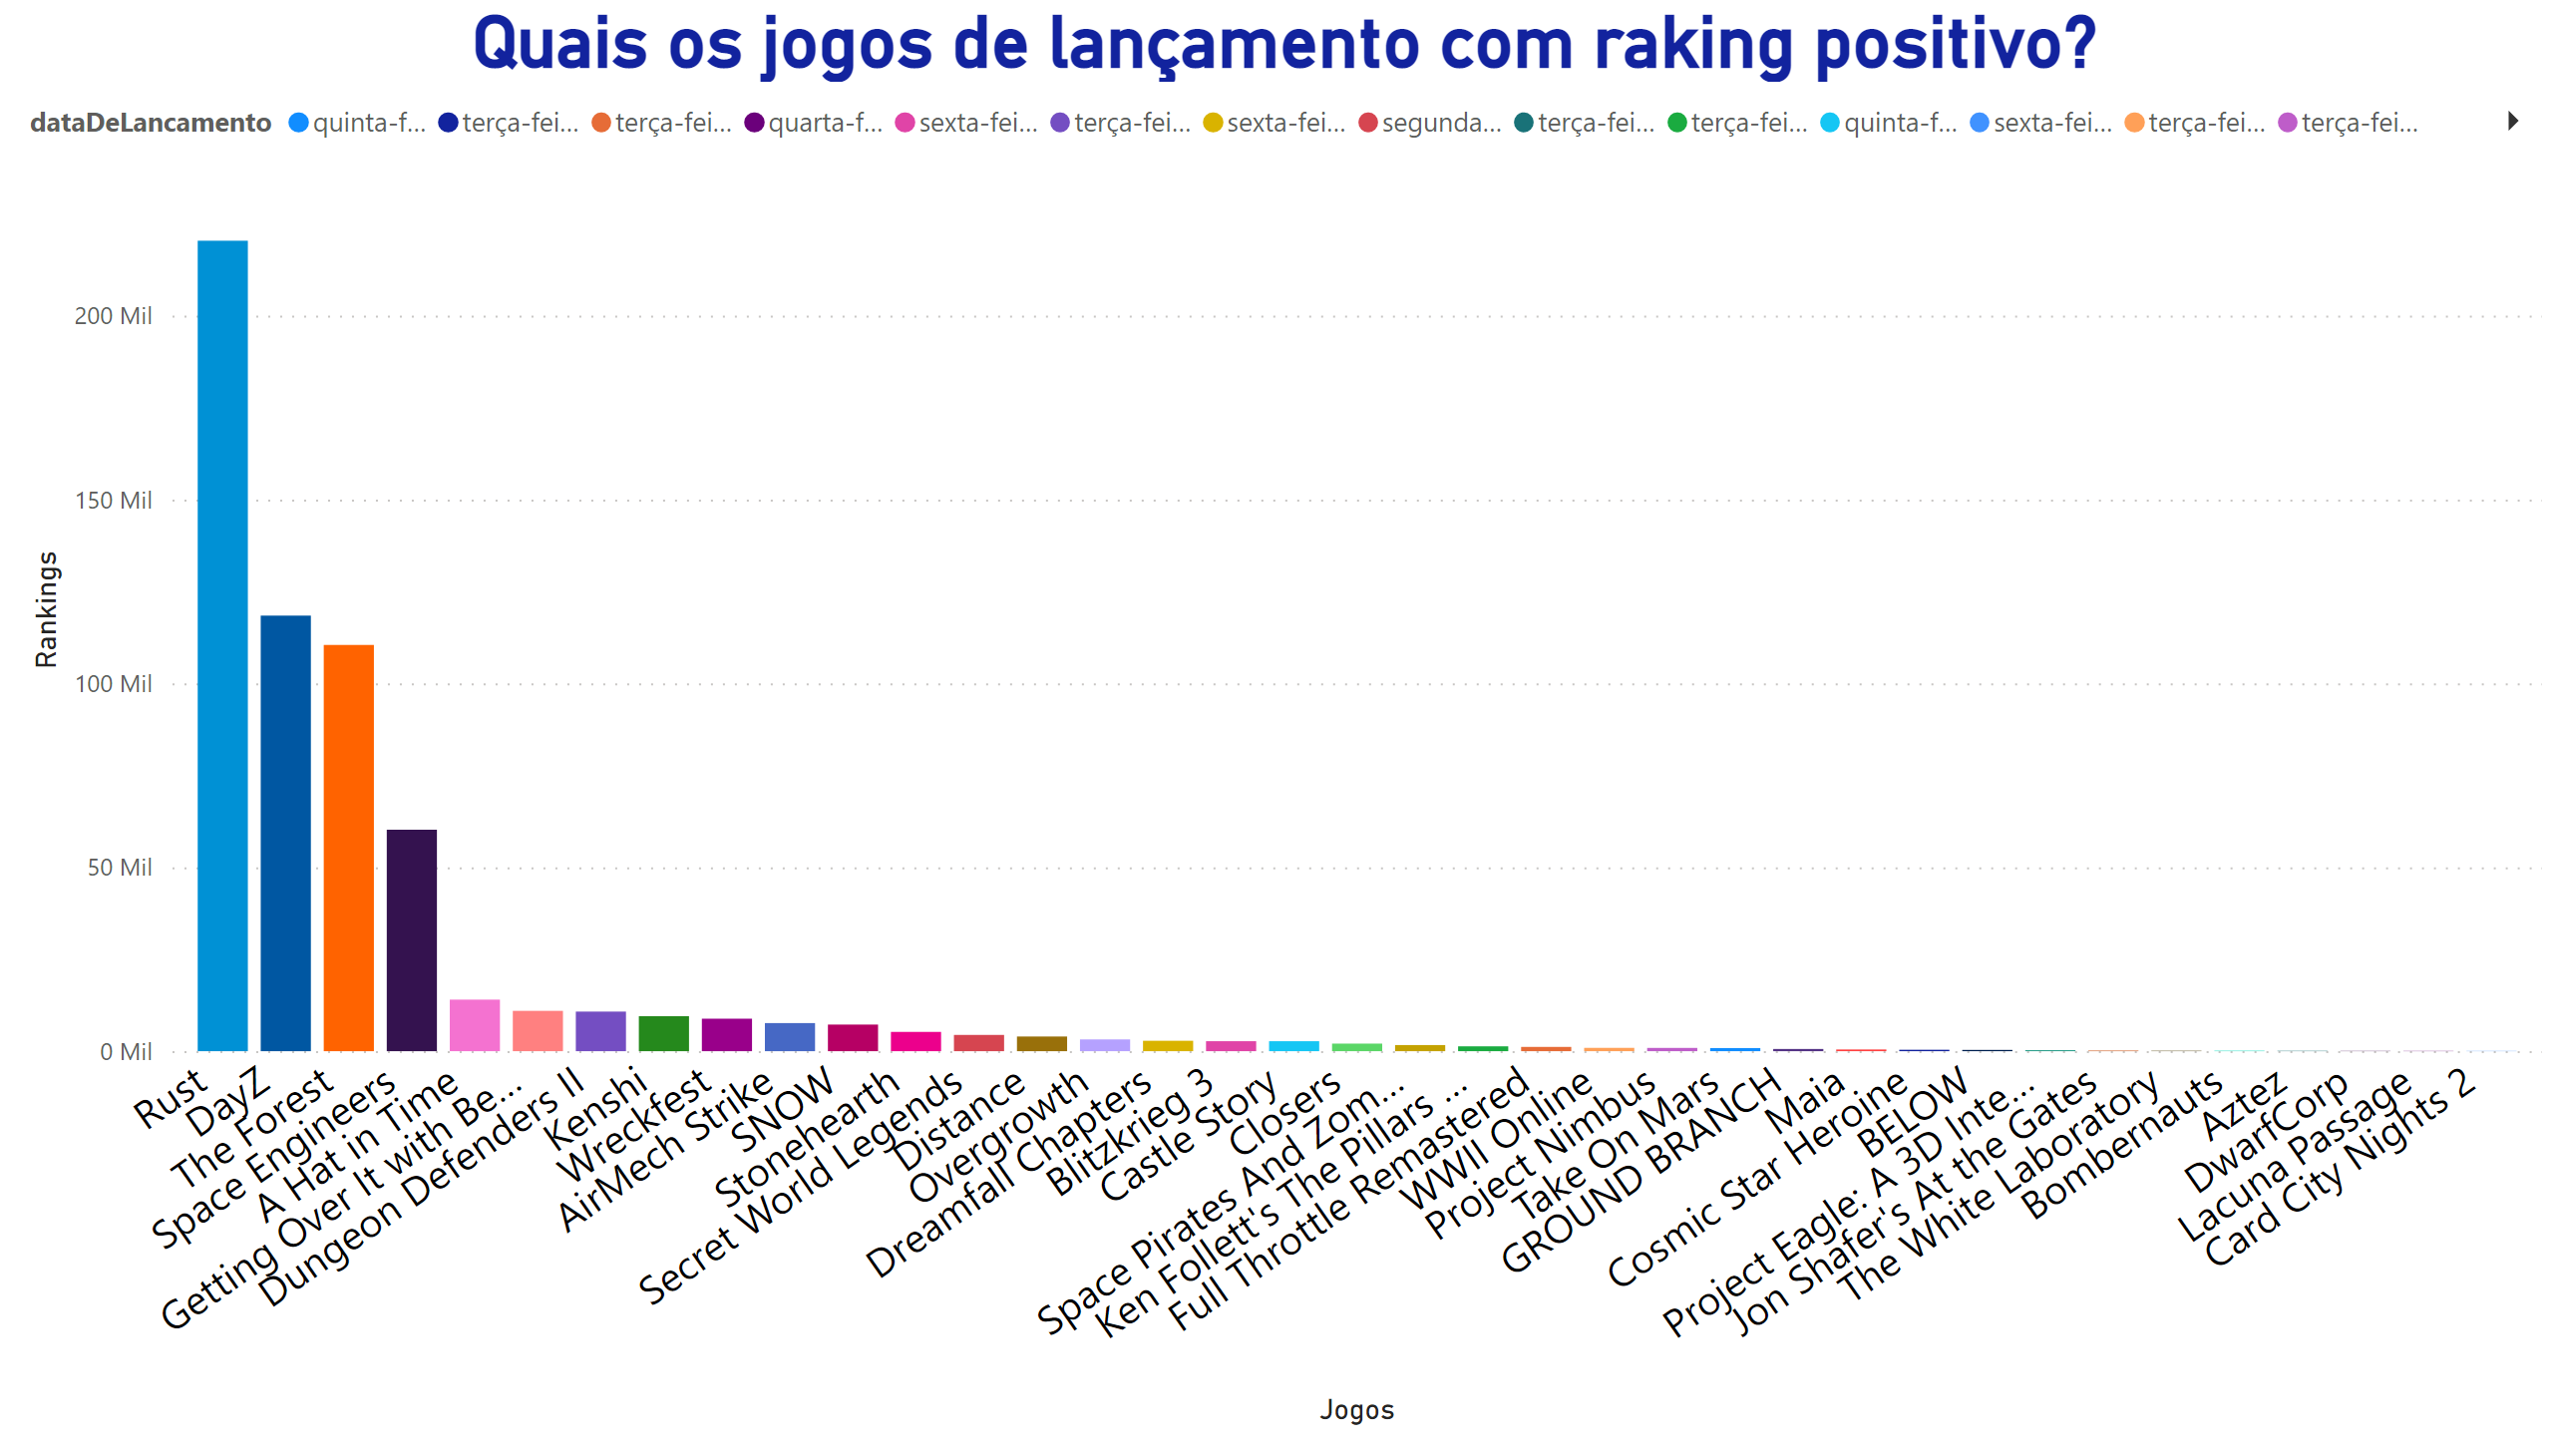 Quais os jogos de lançamento com raking positivo?
dataDeLancamento quinta-f... terça-fei... terça-fei... quarta-f... sexta-fei... terça-fei... sexta-fei... segunda... terça-fei... terça-fei... quinta-f... sexta-fei... terça-fei... terça-fei...
200 Mil
150 Mil
100 Mil
50 Mil
0 Mil
Rankings
Rust
DayZ
The Forest
Space Engineers
A Hat in Time
Getting Over It with Be...
Dungeon Defenders II
Kenshi
Wreckfest
AirMech Strike
SNOW
Stonehearth
Secret World Legends
Distance
Overgrowth
Dreamfall Chapters
Blitzkrieg 3
Castle Story
Closers
Space Pirates And Zom...
Ken Follett's The Pillars ...
Full Throttle Remastered
WWII Online
Project Nimbus
Take On Mars
GROUND BRANCH
Maia
Cosmic Star Heroine
BELOW
Project Eagle: A 3D Inte...
Jon Shafer's At the Gates
The White Laboratory
Bombernauts
Aztez
DwarfCorp
Lacuna Passage
Card City Nights 2
Jogos